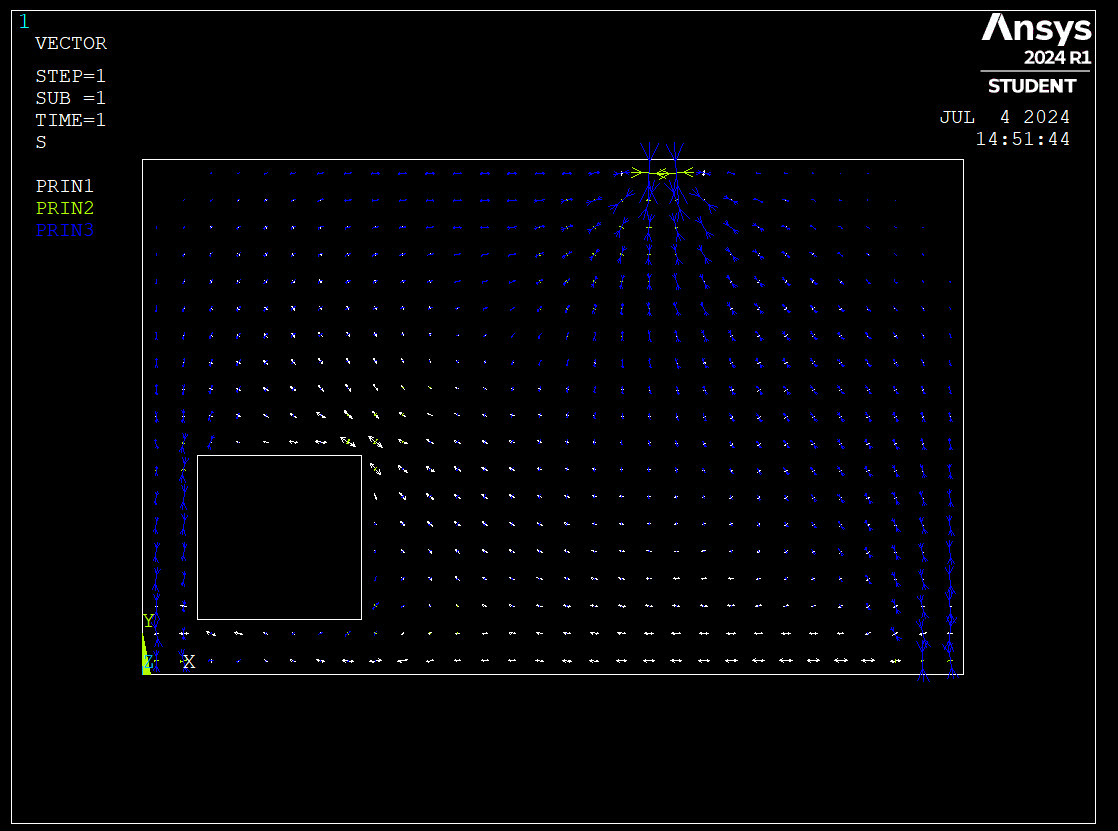 1
VECTOR
STEP=1
SUB =1
TIME=1
S
PRIN1
PRIN2
PRIN3
Ansys
2024 R1
STUDENT
JUL  4 2024
14:51:44
Y
Z X